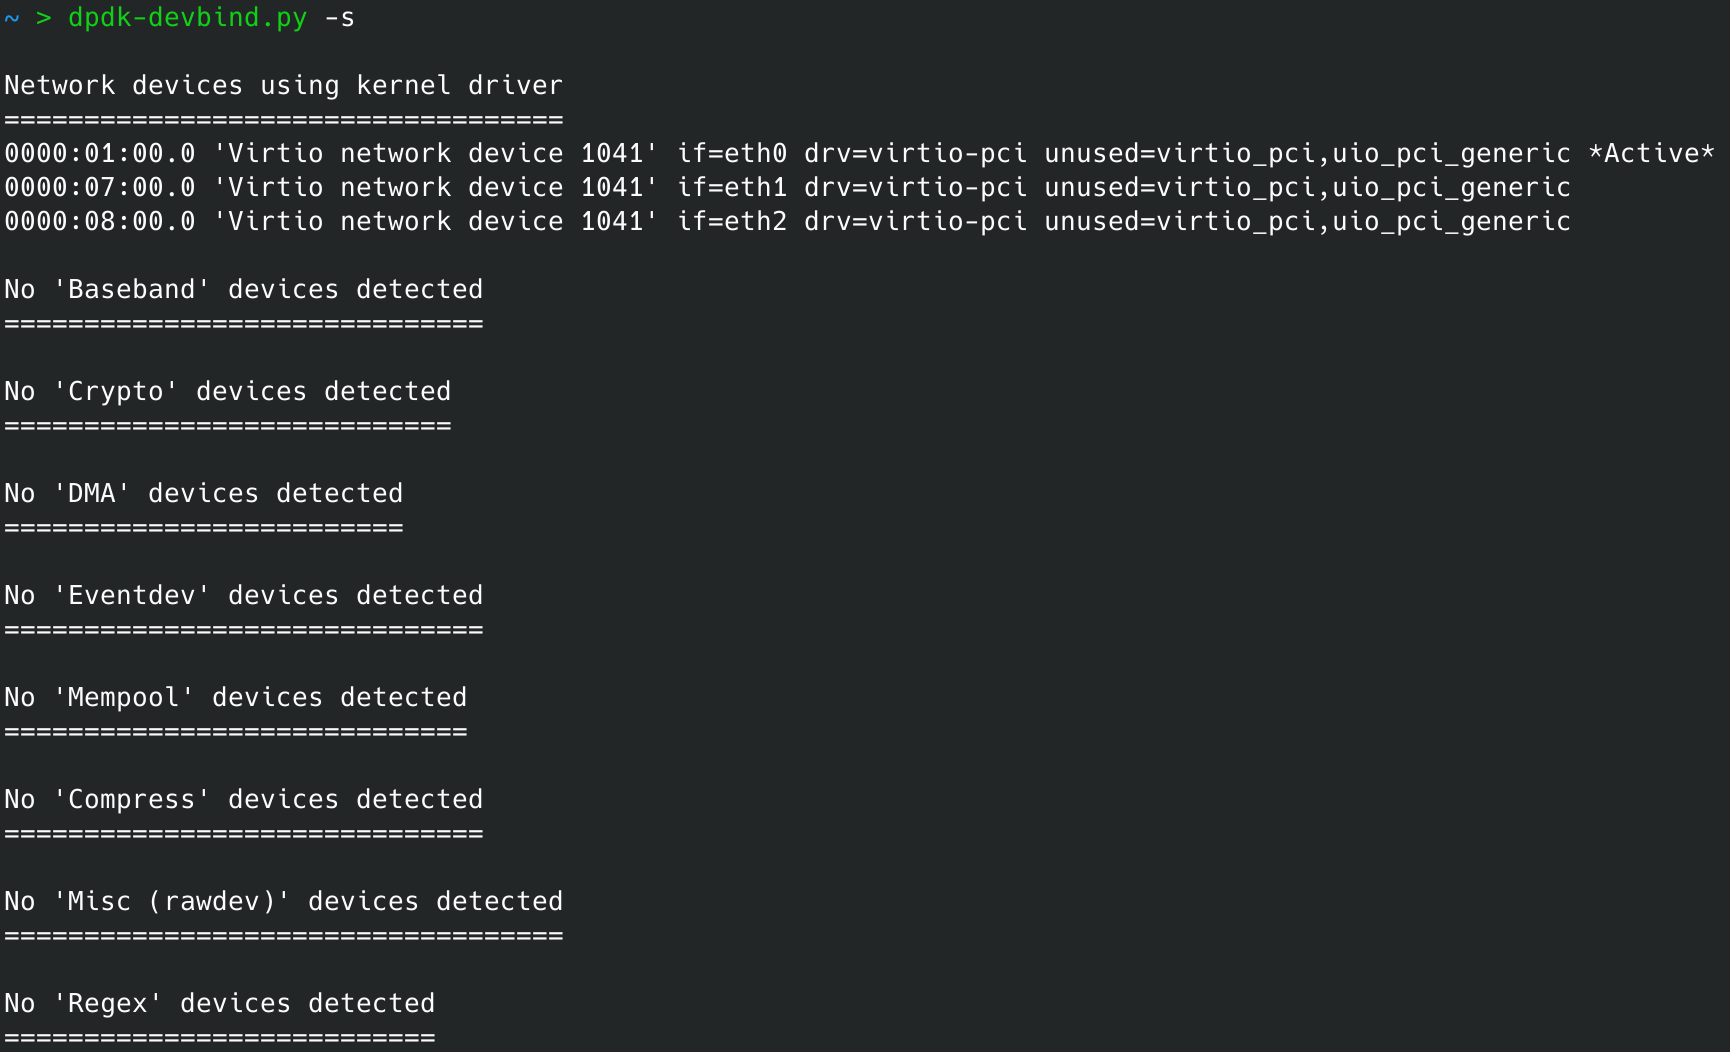 ~ > dpdk-devbind.py -s

Network devices using kernel driver
===================================
0000:01:00.0 'Virtio network device 1041' if=eth0 drv=virtio-pci unused=virtio_pci,uio_pci_generic *Active*
0000:07:00.0 'Virtio network device 1041' if=eth1 drv=virtio-pci unused=virtio_pci,uio_pci_generic
0000:08:00.0 'Virtio network device 1041' if=eth2 drv=virtio-pci unused=virtio_pci,uio_pci_generic

No 'Baseband' devices detected
==============================

No 'Crypto' devices detected
============================

No 'DMA' devices detected
=========================

No 'Eventdev' devices detected
==============================

No 'Mempool' devices detected
=============================

No 'Compress' devices detected
==============================

No 'Misc (rawdev)' devices detected
===================================

No 'Regex' devices detected
===========================